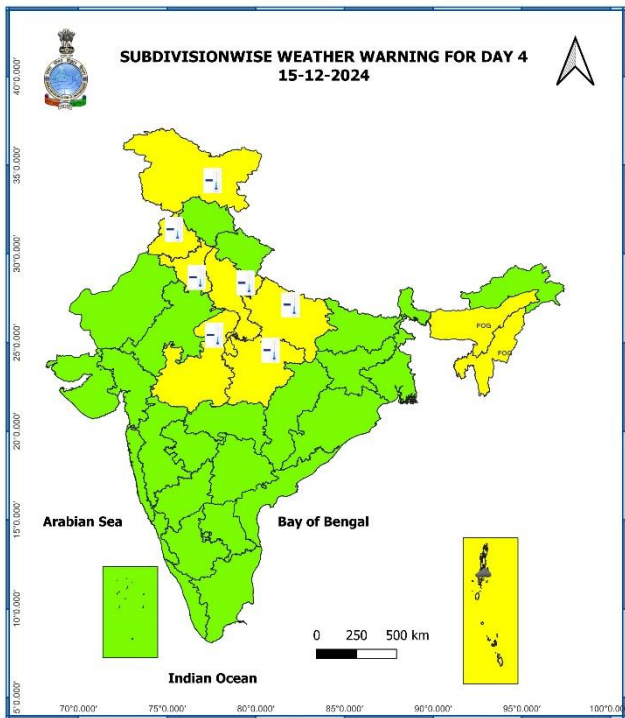 SUBDIVISIONWISE WEATHER WARNING FOR DAY 4
15-12-2024
40°0.000'
35°0.000'
30°0.000'
25°0.000'
20°0.000'
15°0.000'
10°0.000'
5°0.000'
FOG
FOG
Arabian Sea
Bay of Bengal
0 250 500 km
Indian Ocean
70°0.000' 75°0.000' 80°0.000' 85°0.000' 90°0.000' 95°0.000' 100°0.000'